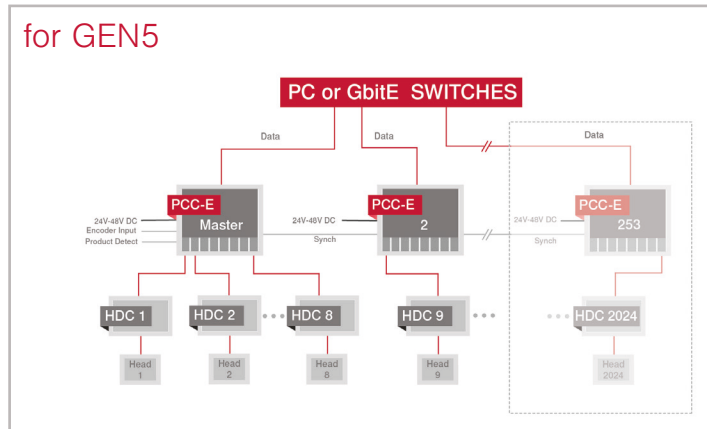 for GEN5
PC or GbitE SWITCHES
Data
Data
Data
PCC-E
Master
24V-48V DC
Encoder Input
Product Detect
PCC-E
2
24V-48V DC
Synch
PCC-E
253
24V-48V DC
Synch
HDC 1
HDC 2
HDC 8
HDC 9
HDC 2024
Head
1
Head
2
Head
8
Head
9
Head
2024